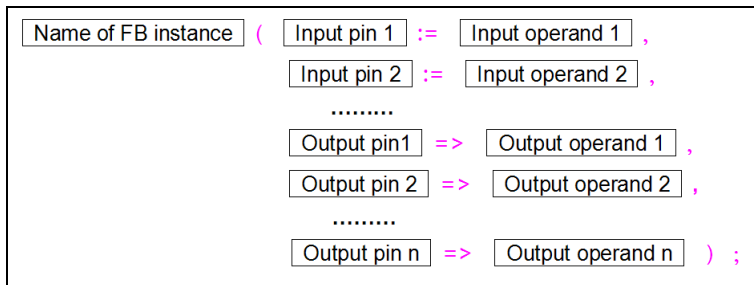 Name of FB instance ( Input pin 1 := Input operand 1 ,
Input pin 2 := Input operand 2 ,
.........
Output pin1 => Output operand 1 ,
Output pin 2 => Output operand 2 ,
.........
Output pin n => Output operand n ) ;